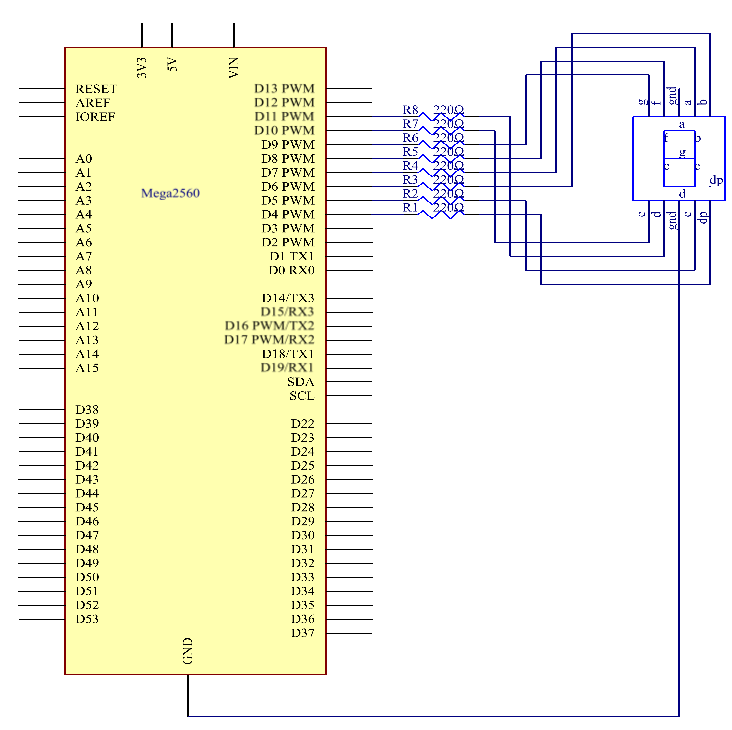 3V3 5V VIN
RESET
AREF
IOREF
A0
A1
A2
A3
A4
A5
A6
A7
A8
A9
A10
A11
A12
A13
A14
A15
D38
D39
D40
D41
D42
D43
D44
D45
D46
D47
D48
D49
D50
D51
D52
D53
Mega2560
D13 PWM
D12 PWM
D11 PWM
D10 PWM
D9 PWM
D8 PWM
D7 PWM
D6 PWM
D5 PWM
D4 PWM
D3 PWM
D2 PWM
D1 TX1
D0 RX0
D14/TX3
D15/RX3
D16 PWM/TX2
D17 PWM/RX2
D18/TX1
D19/RX1
SDA
SCL
D22
D23
D24
D25
D26
D27
D28
D29
D30
D31
D32
D33
D34
D35
D36
D37
GND
R8 220Ω
R7 220Ω
R6 220Ω
R5 220Ω
R4 220Ω
R3 220Ω
R2 220Ω
R1 220Ω
g f gnd a b
a
f b
g
e c
d
dp
e d gnd c dp